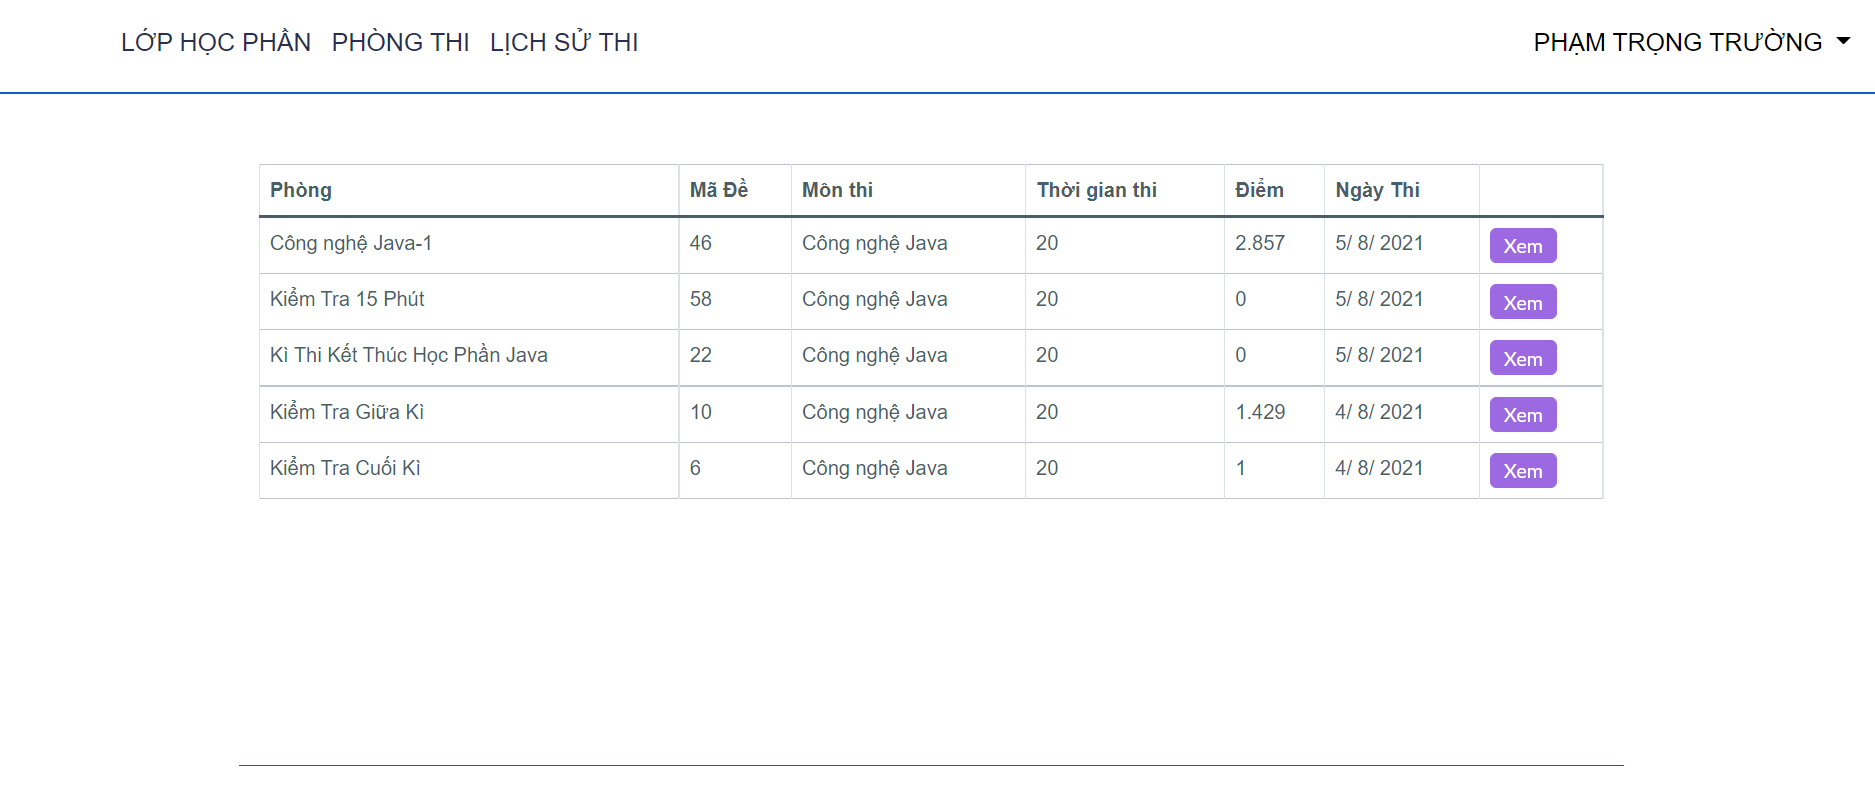 LỚP HỌC PHẦN PHÒNG THI LỊCH SỬ THI PHẠM TRỌNG TRƯỜNG
Phòng Mã Đề Môn thi Thời gian thi Điểm Ngày Thi
Công nghệ Java-1 46 Công nghệ Java 20 2.857 5/ 8/ 2021 Xem
Kiểm Tra 15 Phút 58 Công nghệ Java 20 0 5/ 8/ 2021 Xem
Kì Thi Kết Thúc Học Phần Java 22 Công nghệ Java 20 0 5/ 8/ 2021 Xem
Kiểm Tra Giữa Kì 10 Công nghệ Java 20 1.429 4/ 8/ 2021 Xem
Kiểm Tra Cuối Kì 6 Công nghệ Java 20 1 4/ 8/ 2021 Xem